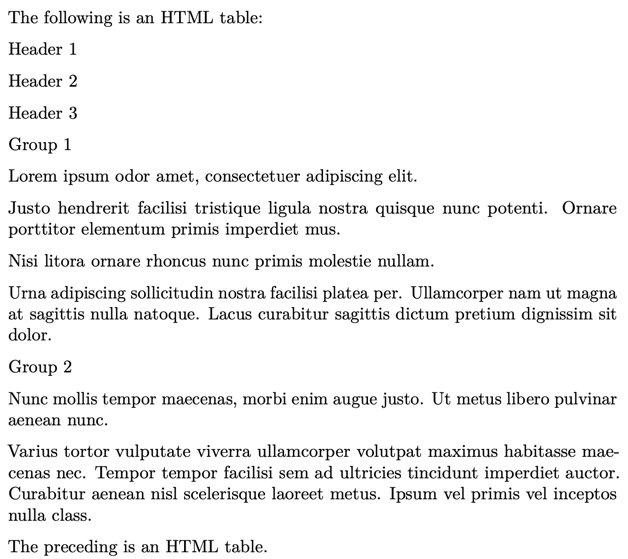 The following is an HTML table:
Header 1
Header 2
Header 3
Group 1
Lorem ipsum odor amet, consectetuer adipiscing elit.
Justo hendrerit facilisi tristique ligula nostra quisque nunc potenti. Ornare
porttitor elementum primis imperdiet mus.
Nisi litora ornare rhoncus nunc primis molestie nullam.
Urna adipiscing sollicitudin nostra facilisi platea per. Ullamcorper nam ut magna
at sagittis nulla natoque. Lacus curabitur sagittis dictum pretium dignissim sit
dolor.
Group 2
Nunc mollis tempor maecenas, morbi enim augue justo. Ut metus libero pulvinar
aenean nunc.
Varius tortor vulputate viverra ullamcorper volutpat maximus habitasse mae-
cenas nec. Tempor tempor facilisi sem ad ultricies tincidunt imperdiet auctor.
Curabitur aenean nisl scelerisque laoreet metus. Ipsum vel primis vel inceptos
nulla class.
The preceding is an HTML table.